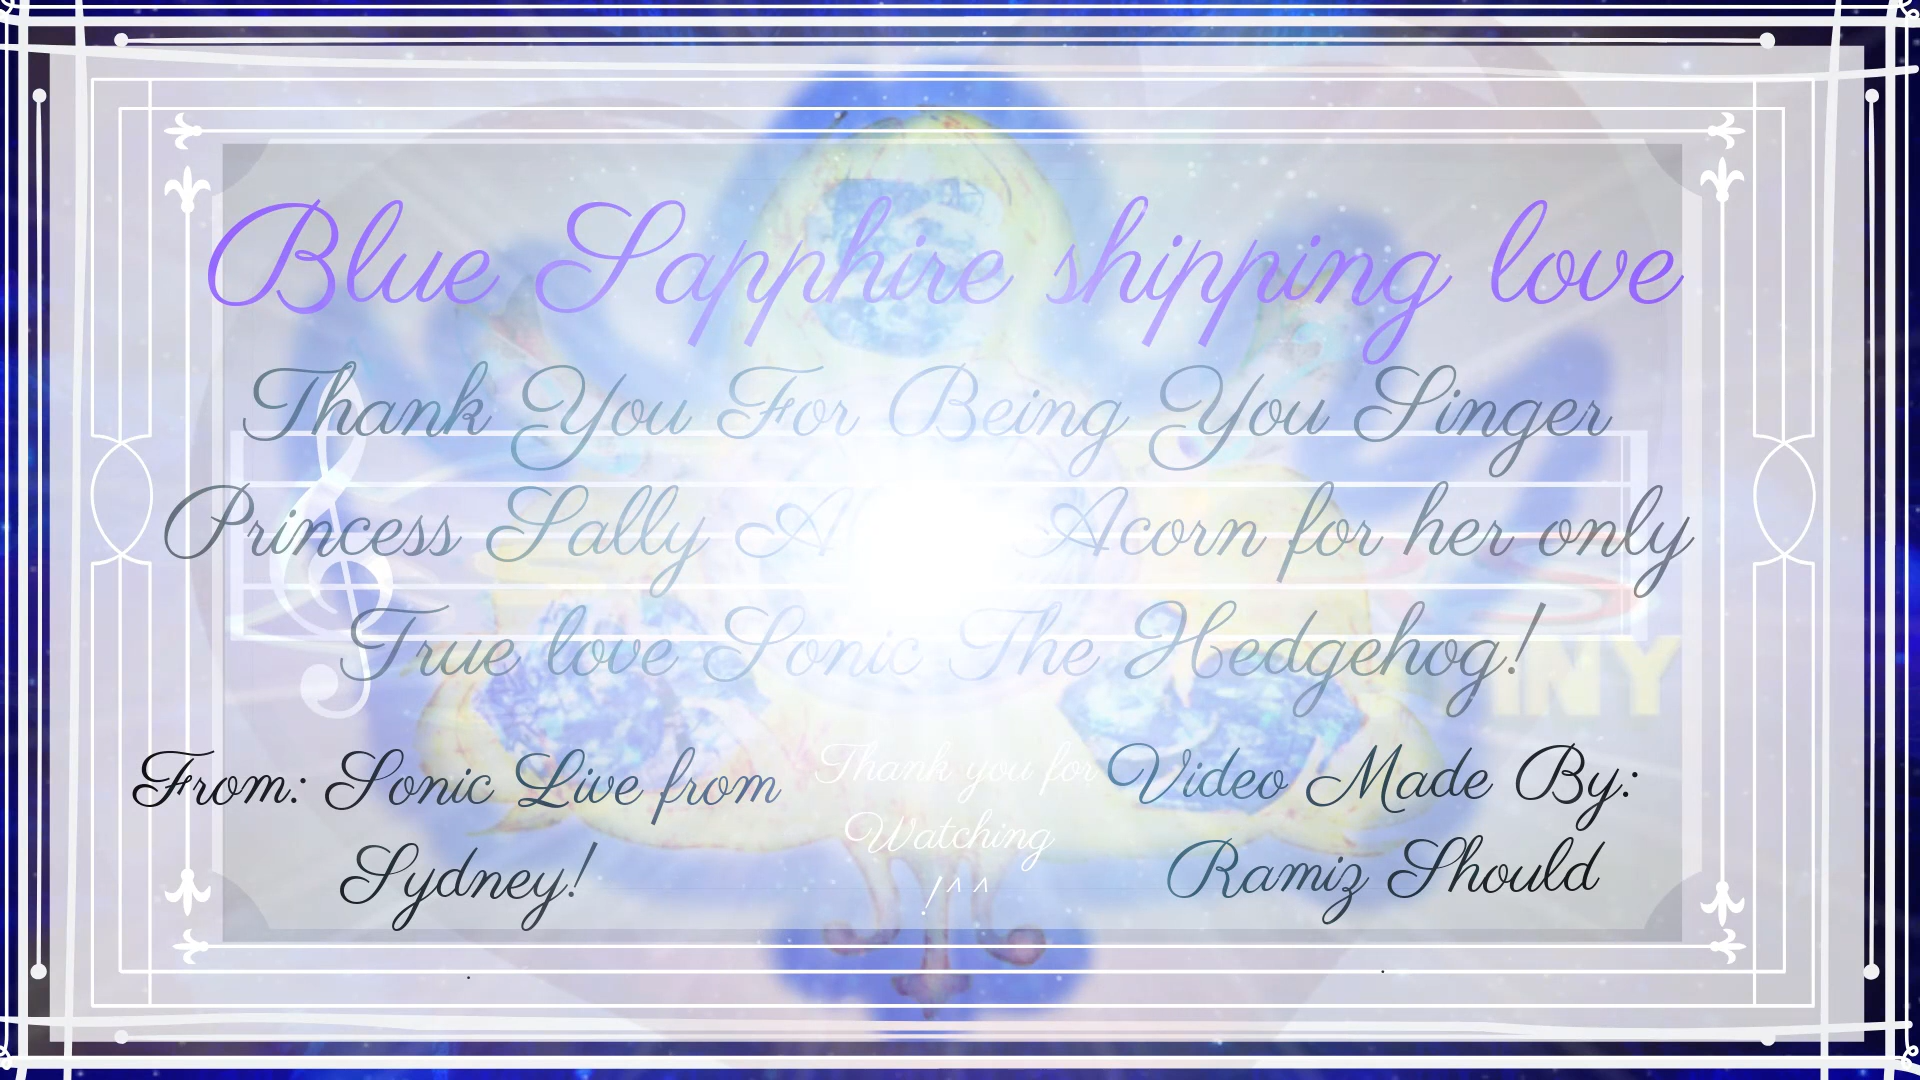 Blue Sapphire shipping love
Thank You For Being You Singer
Princess Sally Acorn for her only
True love Sonic The Hedgehog!
From: Sonic Live from
Sydney!
Thank you for
Watching
!^^
Video Made By:
Ramiz Should
INY